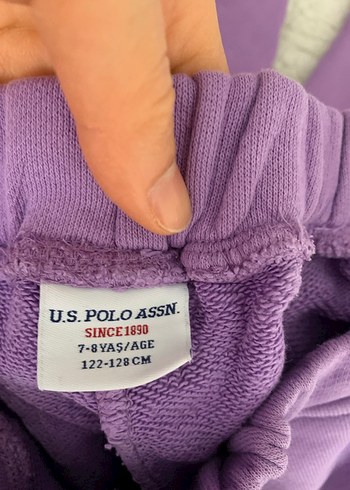 U.S. POLO ASSN.
SINCE 1890
7-8 YAŞ/AGE
122-128 CM